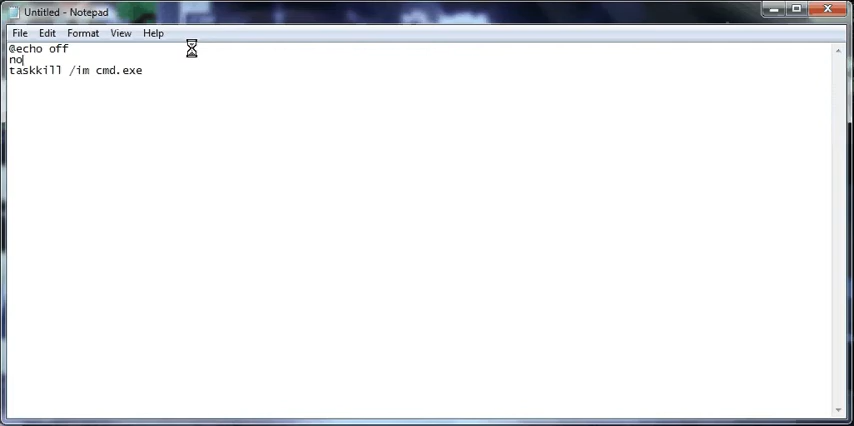 Untitled - Notepad
File Edit Format View Help
@echo off
no
taskkill /im cmd.exe